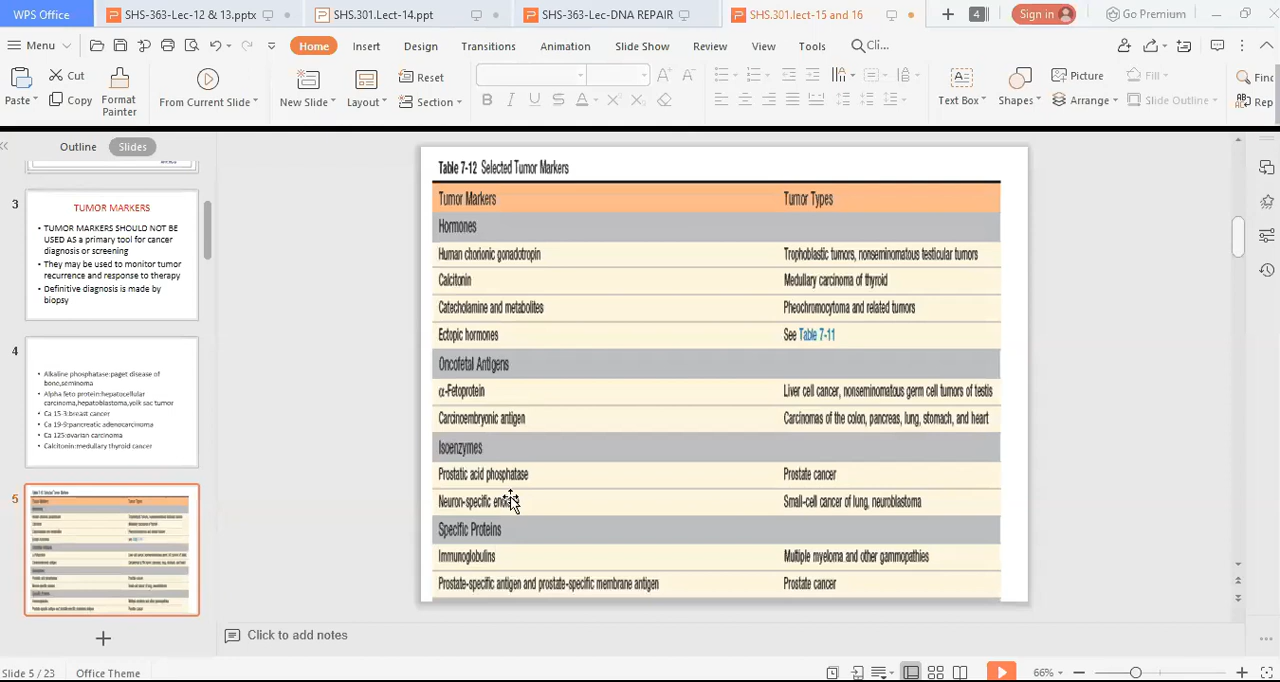 WPS Office SHS-363-Lec-12 & 13.pptx SHS.301.Lect-14.ppt SHS-363-Lec-DNA REPAIR SHS.301.lect-15 and 16 4 Sign in Go Premium
Menu Home Insert Design Transitions Animation Slide Show Review View Tools Cli...
Paste Cut Copy Format Painter From Current Slide New Slide Layout Reset Section Text Box Shapes Picture Arrange Fill Slide Outline Find Rep
Outline Slides
3
TUMOR MARKERS
• TUMOR MARKERS SHOULD NOT BE
USED AS a primary tool for cancer
diagnosis or screening
• They may be used to monitor tumor
recurrence and response to therapy
• Definitive diagnosis is made by
biopsy
4
• Alkaline phosphatase:paget disease of
bone,seminoma
• Alpha feto protein:hepatocellular
carcinoma,hepatoblastoma,yolk sac tumor
• Ca 15-3:breast cancer
• Ca 19-9:pancreatic adenocarcinoma
• Ca 125:ovarian carcinoma
• Calcitonin:medullary thyroid cancer
5
Table 7-12 Selected Tumor Markers
Tumor Markers Tumor Types
Hormones
Human chorionic gonadotropin Trophoblastic tumors, nonseminomatous testicular tumors
Calcitonin Medullary carcinoma of thyroid
Catecholamine and metabolites Pheochromocytoma and related tumors
Ectopic hormones See Table 7-11
Oncofetal Antigens
α-Fetoprotein Liver cell cancer, nonseminomatous germ cell tumors of testis
Carcinoembryonic antigen Carcinomas of the colon, pancreas, lung, stomach, and heart
Isoenzymes
Prostatic acid phosphatase Prostate cancer
Neuron-specific Small-cell cancer of lung, neuroblastoma
Specific Proteins
Immunoglobulins Multiple myeloma and other gammopathies
Prostate-specific antigen and prostate-specific membrane antigen Prostate cancer
Click to add notes
Slide 5 / 23 Office Theme 66%